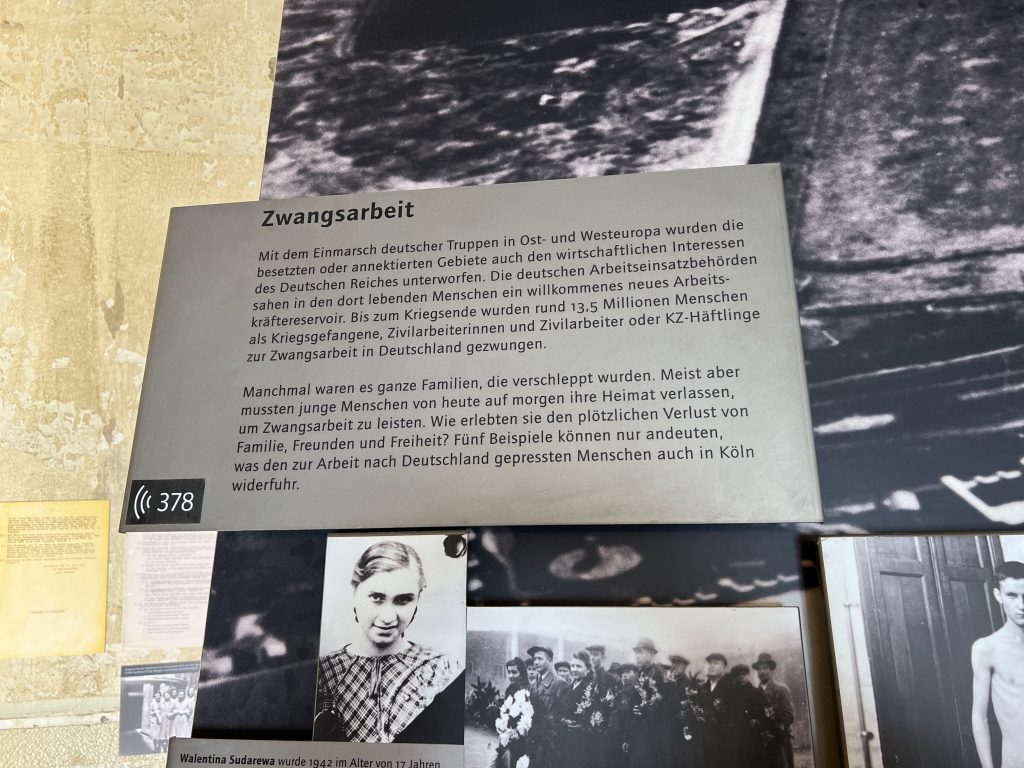 Zwangsarbeit
Mit dem Einmarsch deutscher Truppen in Ost- und Westeuropa wurden die
besetzten oder annektierten Gebiete auch den wirtschaftlichen Interessen
des Deutschen Reiches unterworfen. Die deutschen Arbeitseinsatzbehörden
sahen in den dort lebenden Menschen ein willkommenes neues Arbeits-
kräftereservoir. Bis zum Kriegsende wurden rund 13,5 Millionen Menschen
als Kriegsgefangene, Zivilarbeiterinnen und Zivilarbeiter oder KZ-Häftlinge
zur Zwangsarbeit in Deutschland gezwungen.
Manchmal waren es ganze Familien, die verschleppt wurden. Meist aber
mussten junge Menschen von heute auf morgen ihre Heimat verlassen,
um Zwangsarbeit zu leisten. Wie erlebten sie den plötzlichen Verlust von
Familie, Freunden und Freiheit? Fünf Beispiele können nur andeuten,
was den zur Arbeit nach Deutschland gepressten Menschen auch in Köln
widerfuhr.
378
Walentina Sudarewa wurde 1942 im Alter von 17 Jahren